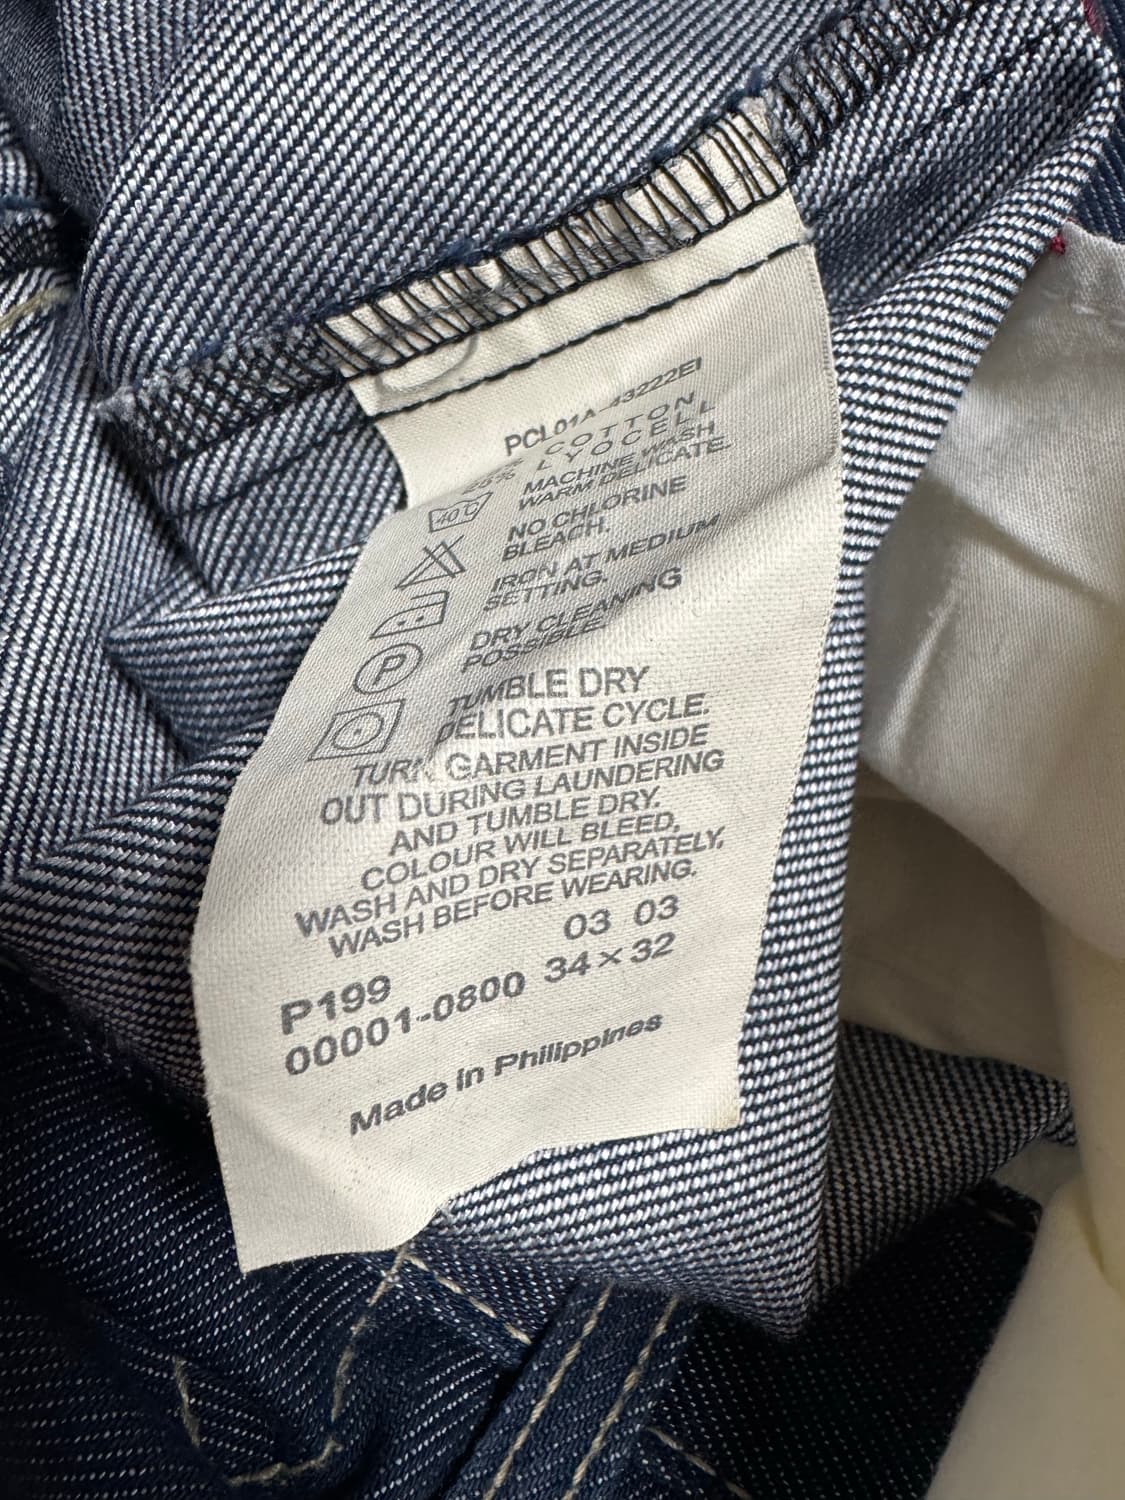 COTTON
LYOCELL
40C
MACHINE WASH
WARM DELICATE.
NO CHLORINE
BLEACH.
IRON AT MEDIUM
SETTING.
P
DRY CLEANING
POSSIBLE
TUMBLE DRY
DELICATE CYCLE.
TURN GARMENT INSIDE
OUT DURING LAUNDERING
AND TUMBLE DRY.
COLOUR WILL BLEED,
WASH AND DRY SEPARATELY,
WASH BEFORE WEARING.
03 03
P199
00001-0800 34×32
Made in Philippines